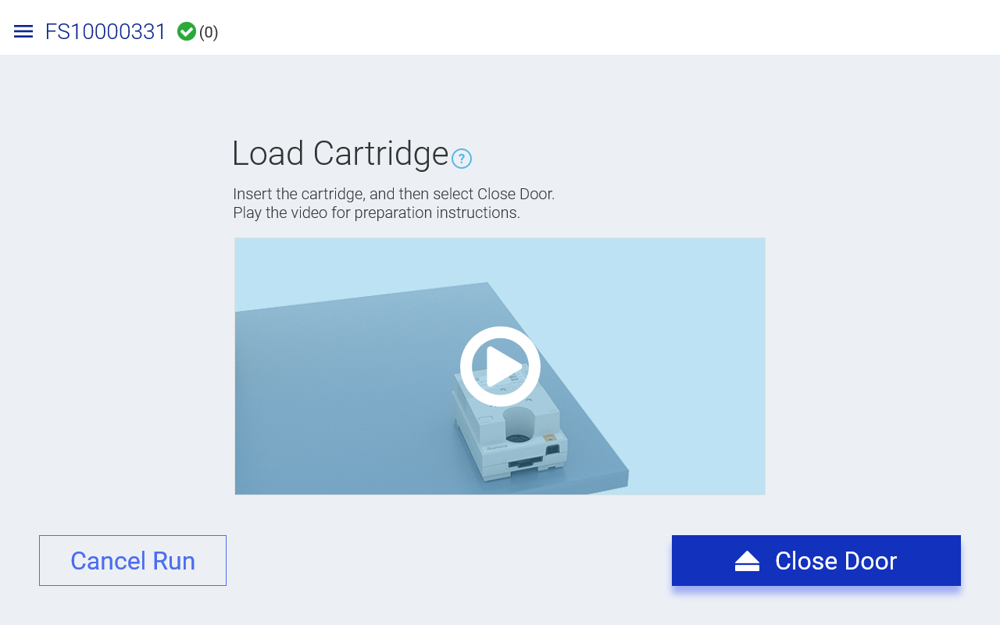 FS10000331 (0)
Load Cartridge ?
Insert the cartridge, and then select Close Door.
Play the video for preparation instructions.
illumina
Cancel Run
Close Door